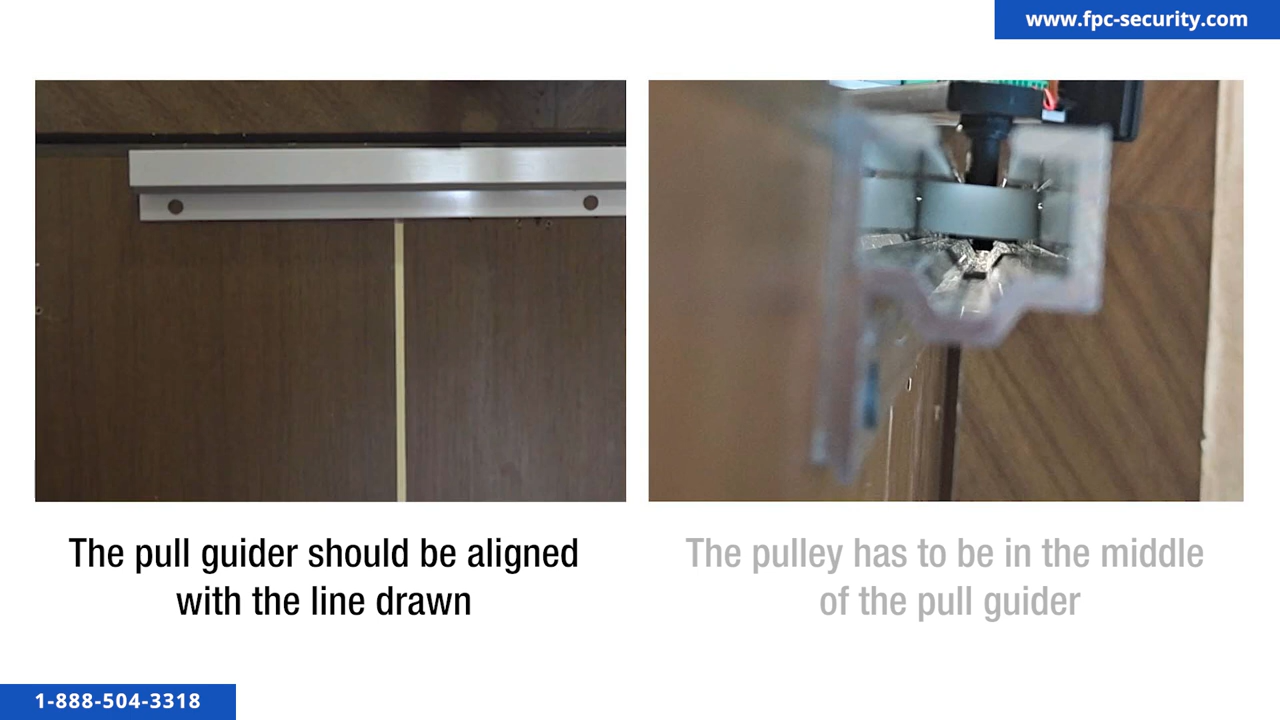 www.fpc-security.com
The pull guider should be aligned
with the line drawn
The pulley has to be in the middle
of the pull guider
1-888-504-3318